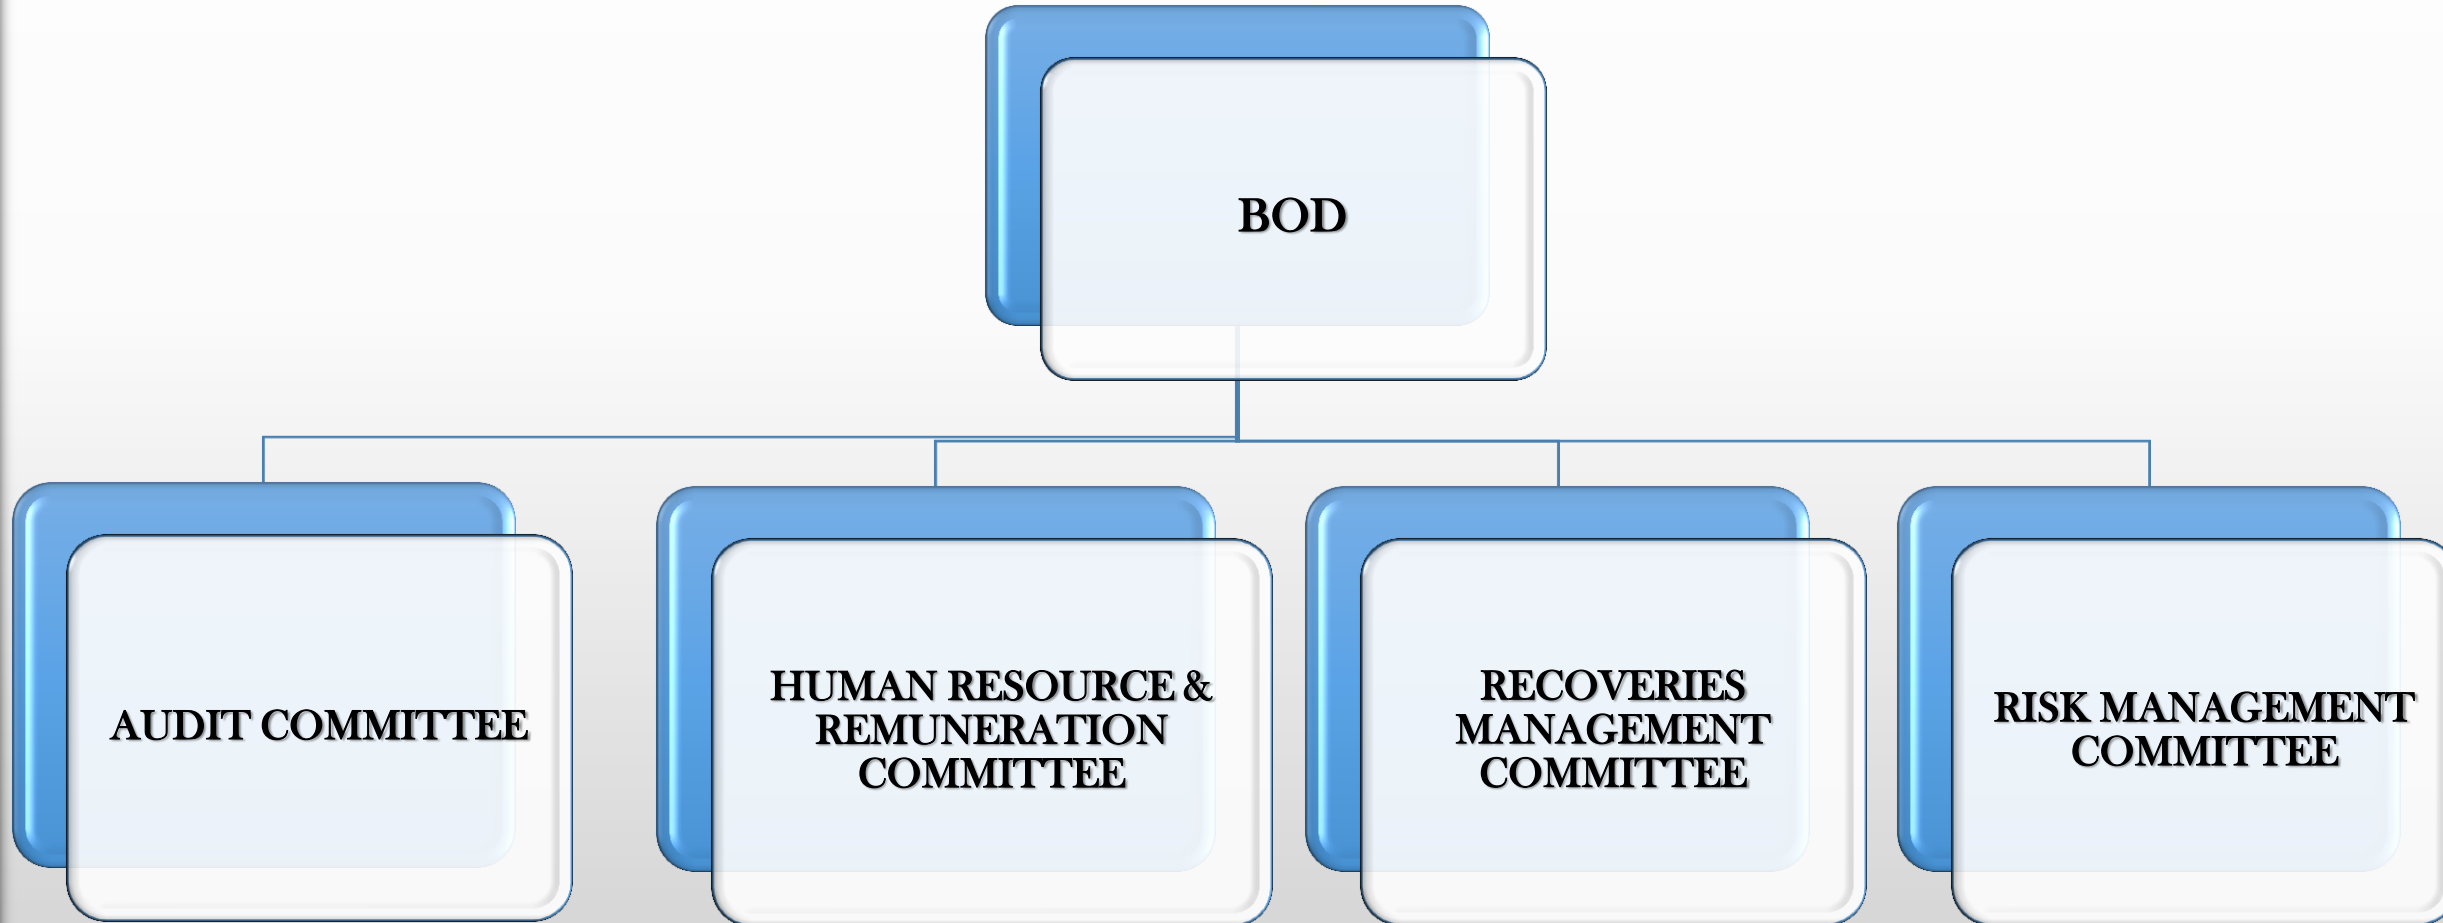 BOD
AUDIT COMMITTEE
HUMAN RESOURCE &
REMUNERATION
COMMITTEE
RECOVERIES
MANAGEMENT
COMMITTEE
RISK MANAGEMENT
COMMITTEE